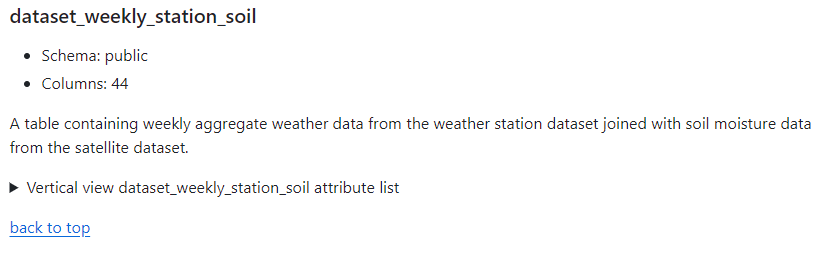 dataset_weekly_station_soil
Schema: public
Columns: 44
A table containing weekly aggregate weather data from the weather station dataset joined with soil moisture data
from the satellite dataset.
Vertical view dataset_weekly_station_soil attribute list
back to top